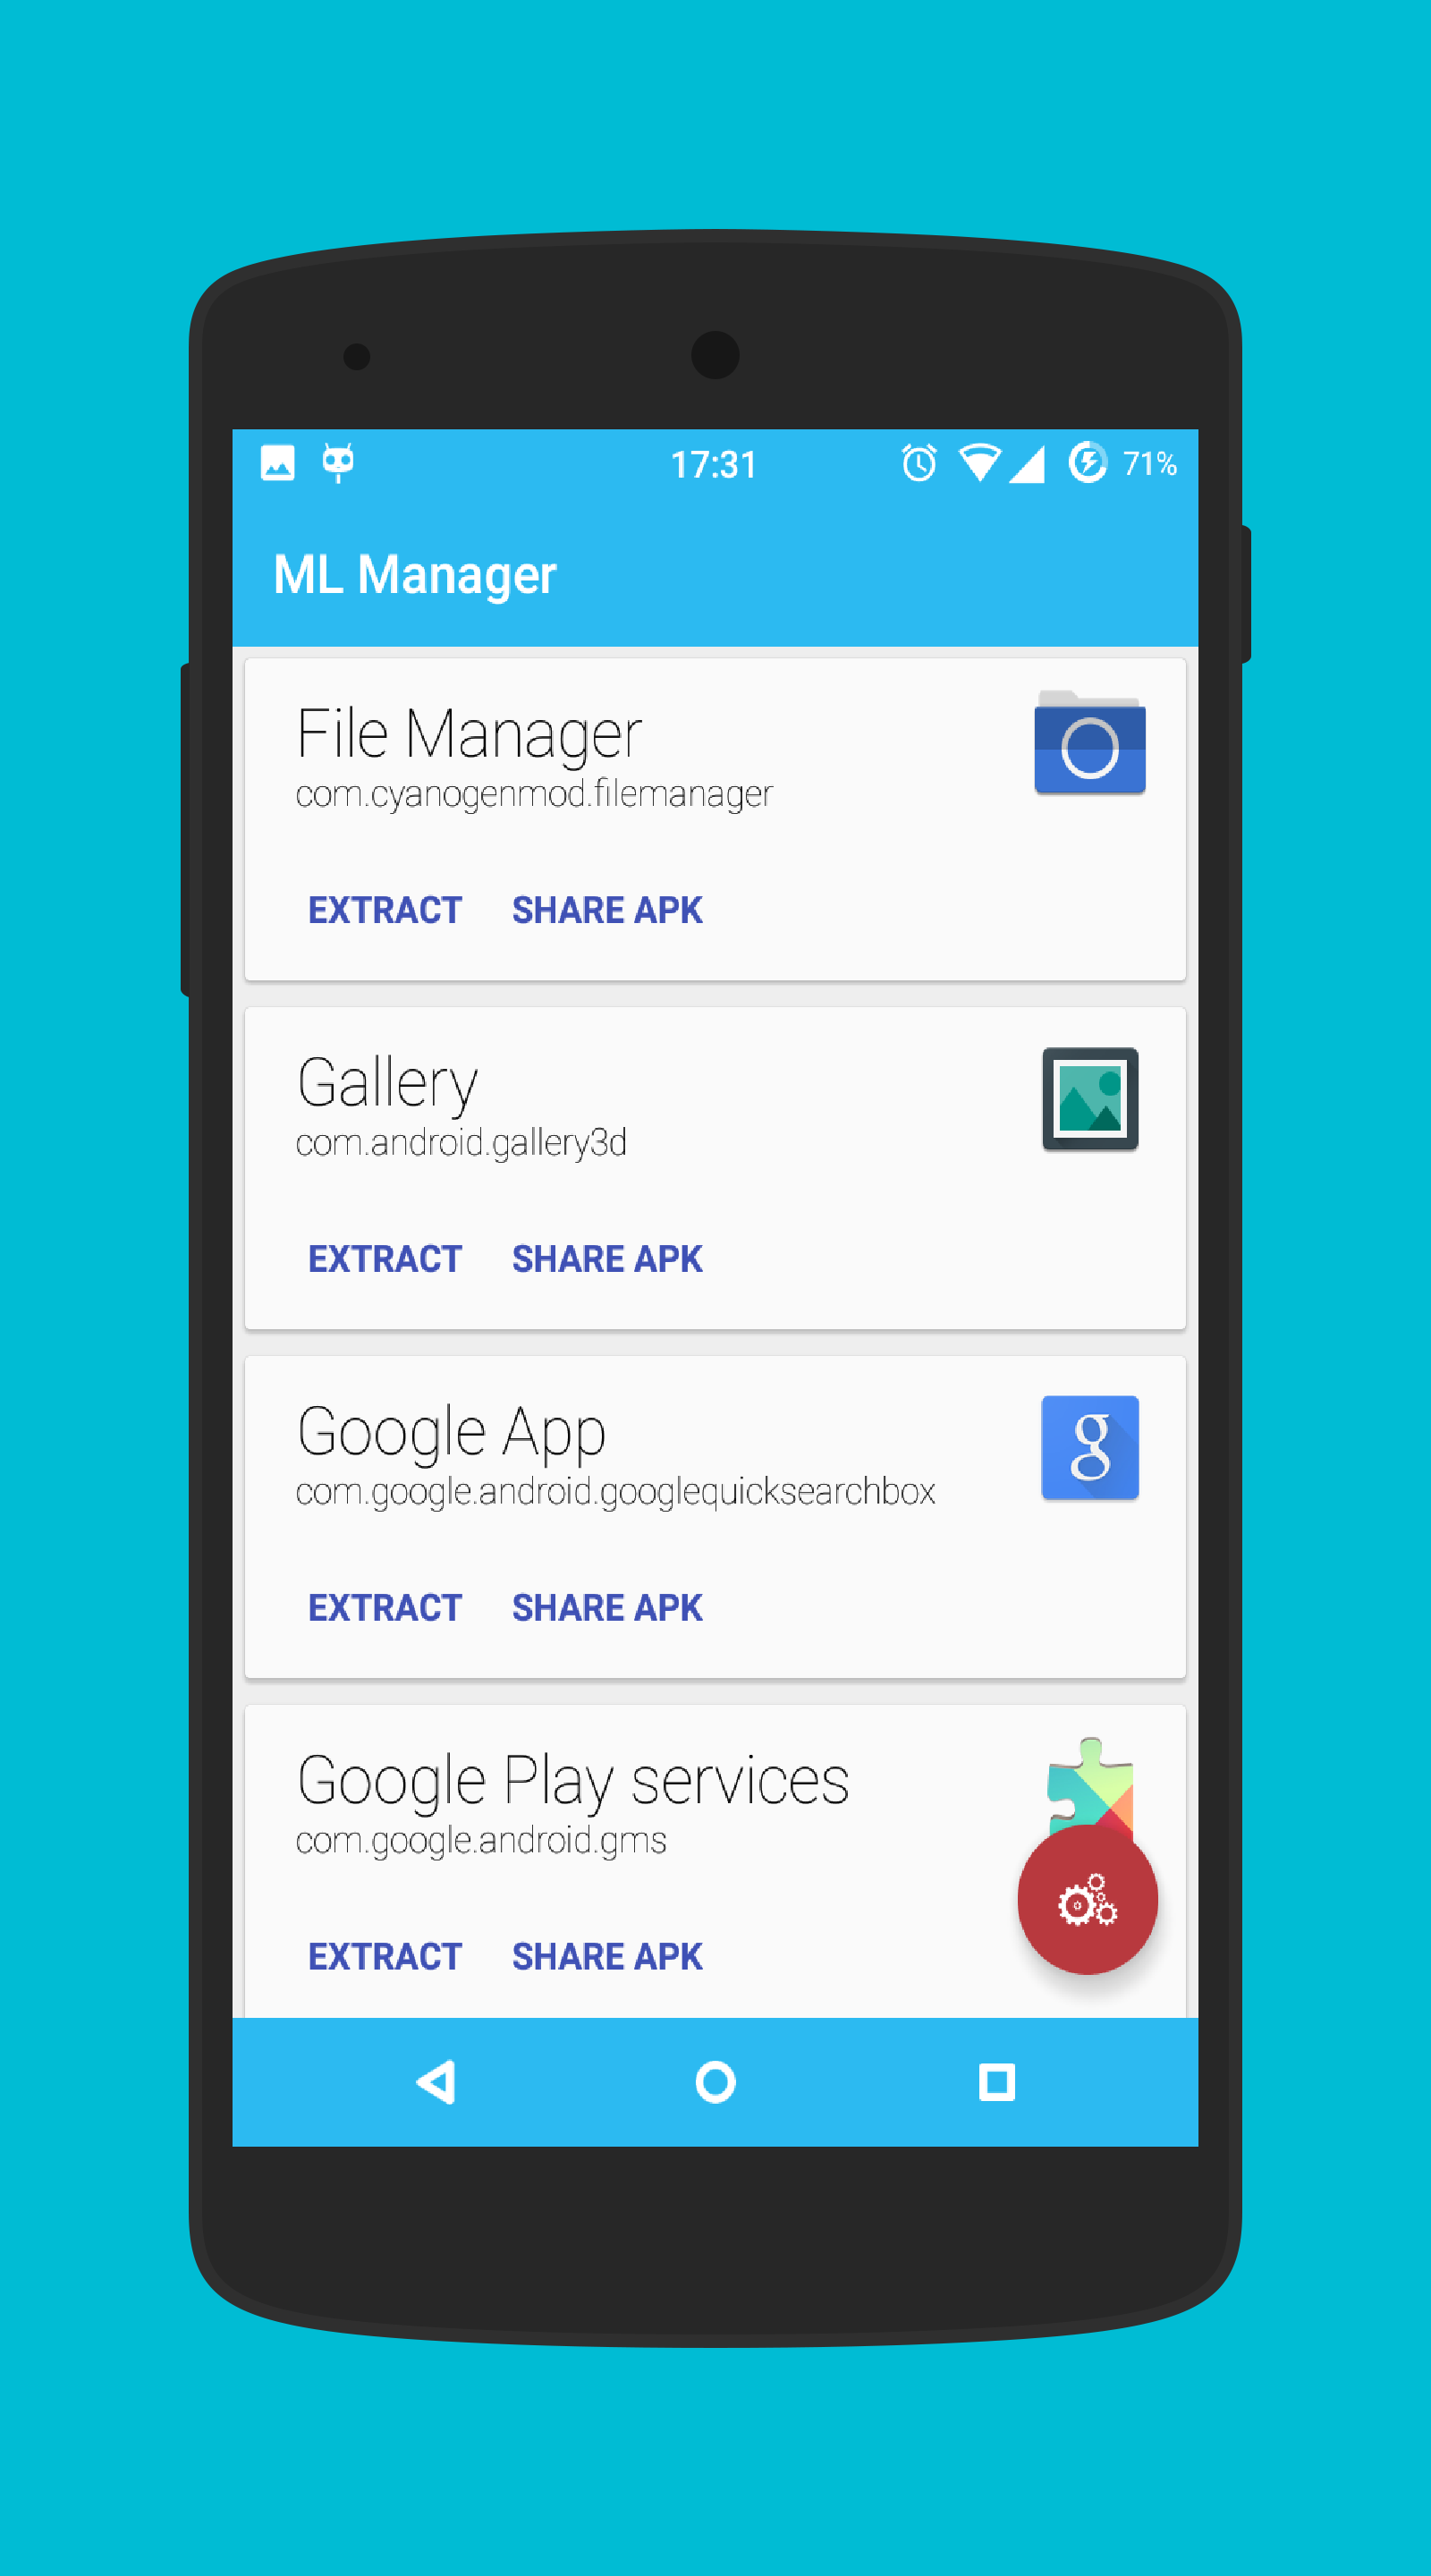 17:31 71%
ML Manager
File Manager
com.cyanogenmod.filemanager
EXTRACT SHARE APK
Gallery
com.android.gallery3d
EXTRACT SHARE APK
Google App
com.google.android.googlequicksearchbox
EXTRACT SHARE APK
Google Play services
com.google.android.gms
EXTRACT SHARE APK